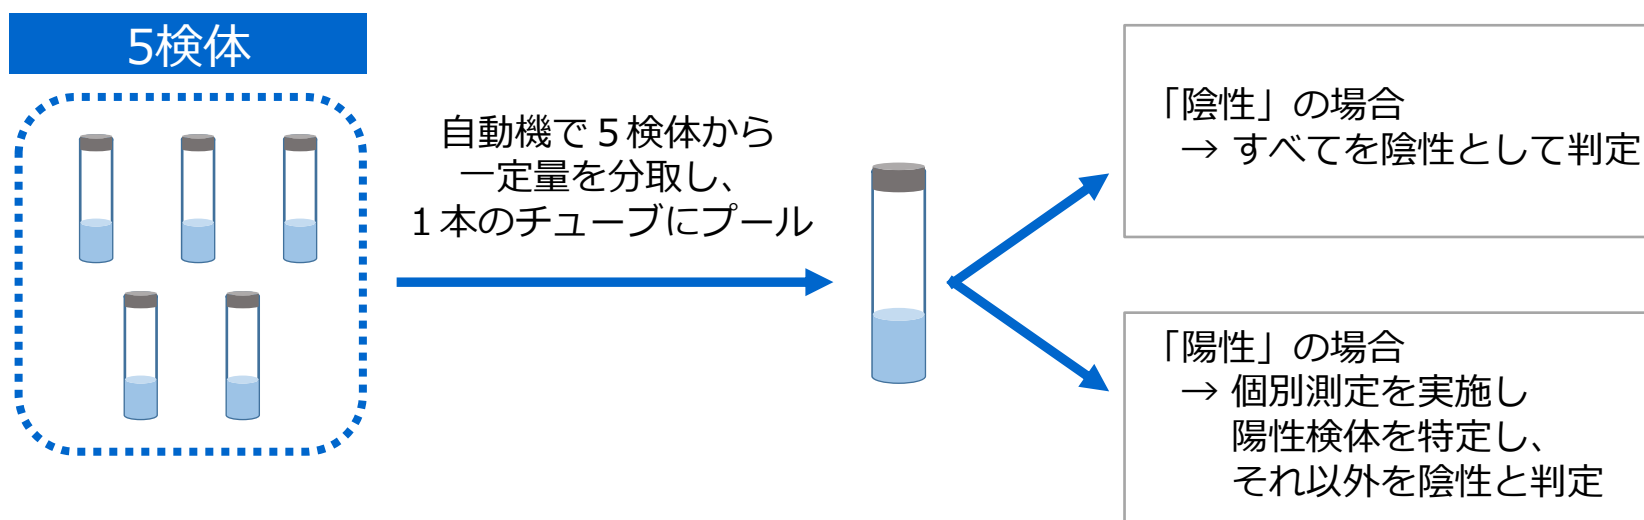 5検体
自動機で５検体から
一定量を分取し、
１本のチューブにプール
「陰性」の場合
→ すべてを陰性として判定
「陽性」の場合
→ 個別測定を実施し
陽性検体を特定し、
それ以外を陰性と判定